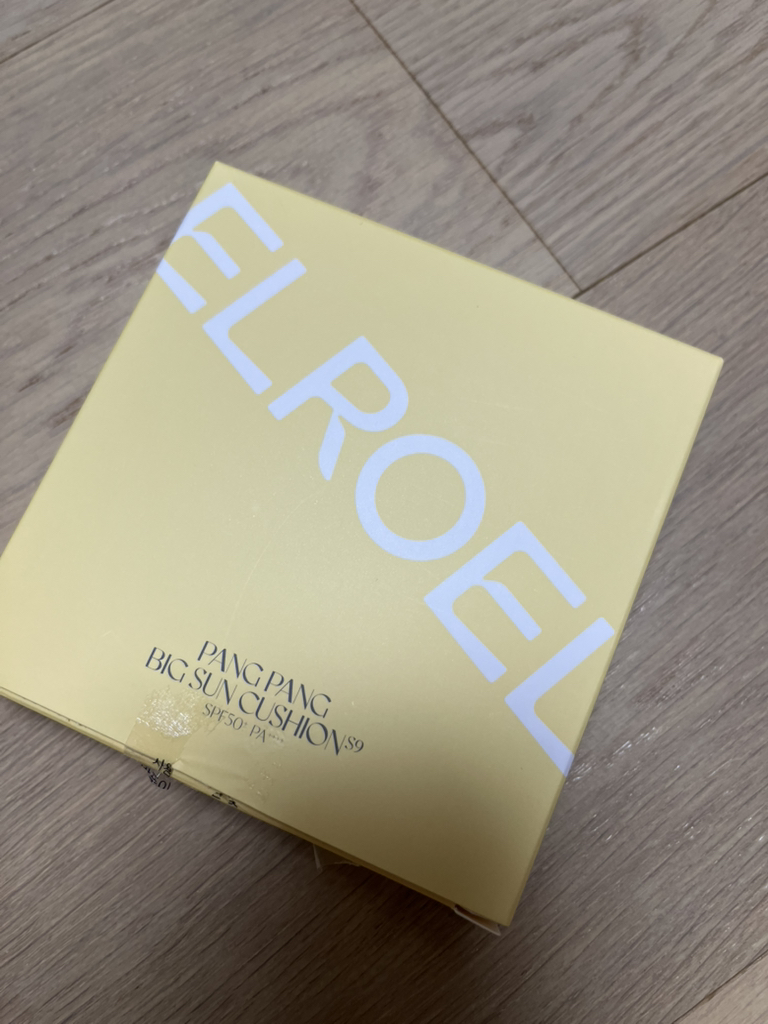 ELROEL
PANG PANG
BIG SUN CUSHION S9
SPF50+ PA++++